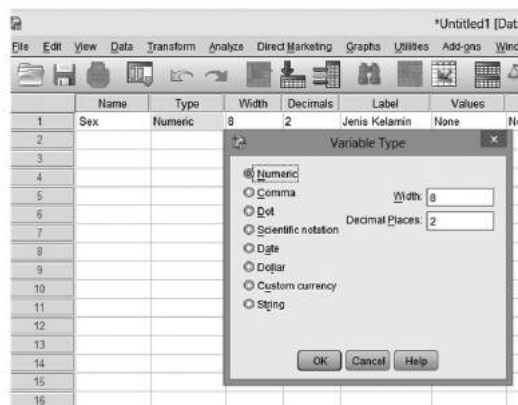 *Untitled1 [Dat
File Edit View Data Transform Analyze Direct Marketing Graphs Utilities Add-ons Wind
Name Type Width Decimals Label Values
1 Sex Numeric 8 2 Jenis Kelamin None
2
3
4
5
6
7
8
9
10
11
12
13
14
15
16
Variable Type
Numeric
Comma
Dot
Scientific notation
Date
Dollar
Custom currency
String
Width: 8
Decimal Places: 2
OK Cancel Help